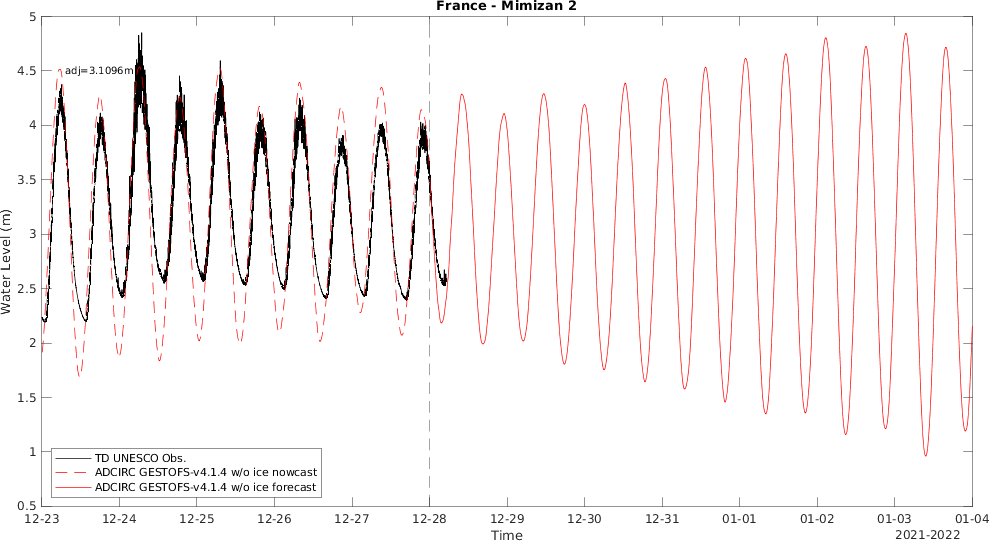 France - Mimizan 2
5
4.5
4
3.5
3
2.5
2
1.5
1
0.5
Water Level (m)
adj=3.1096m
TD UNESCO Obs.
ADCIRC GESTOFS-v4.1.4 w/o ice nowcast
ADCIRC GESTOFS-v4.1.4 w/o ice forecast
12-23 12-24 12-25 12-26 12-27 12-28 12-29 12-30 12-31 01-01 01-02 01-03 01-04
Time
2021-2022